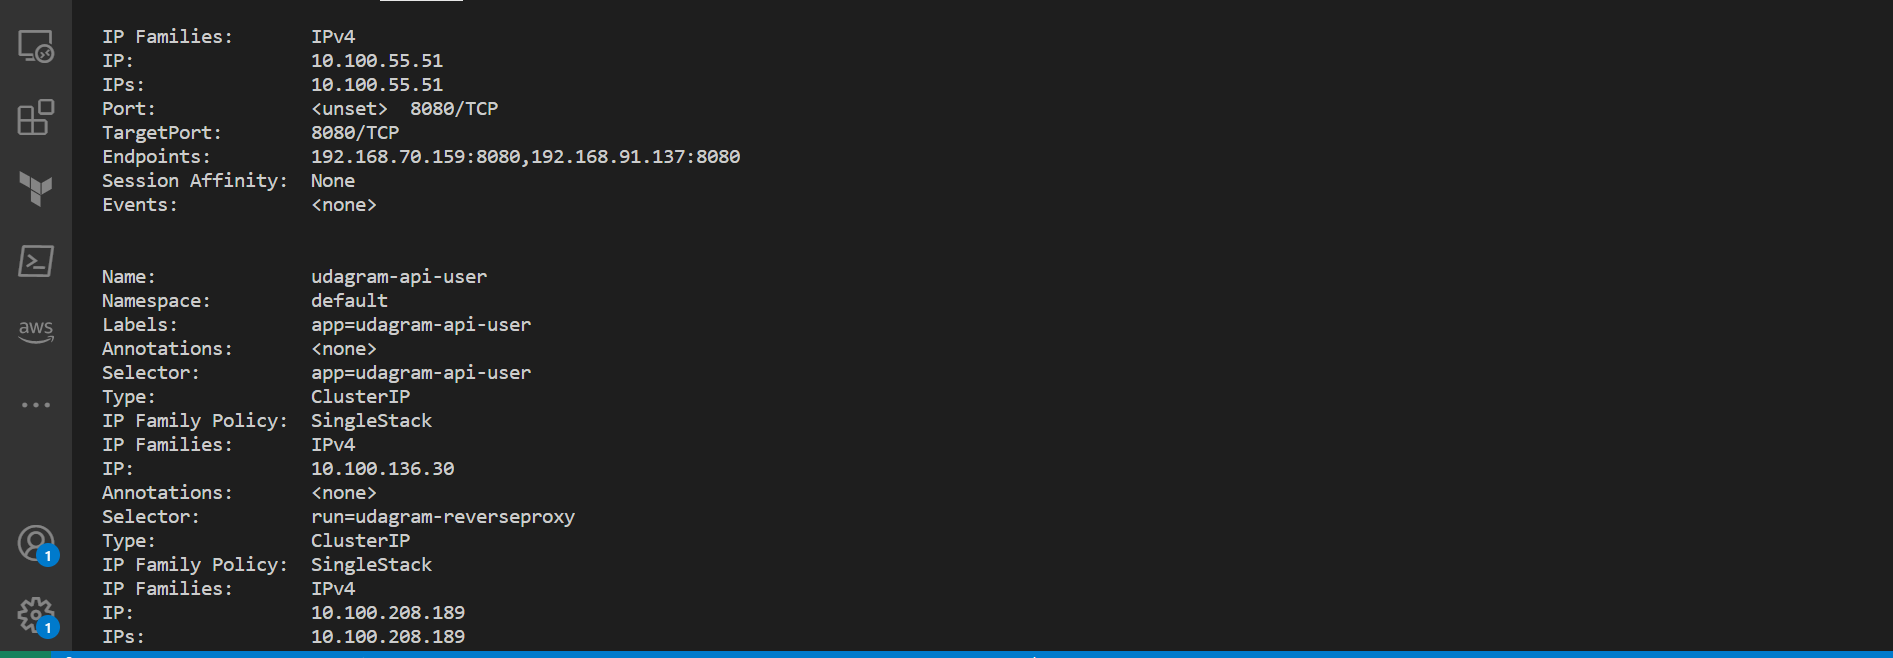 IP Families:       IPv4
IP:                10.100.55.51
IPs:               10.100.55.51
Port:              <unset>  8080/TCP
TargetPort:        8080/TCP
Endpoints:         192.168.70.159:8080,192.168.91.137:8080
Session Affinity:  None
Events:            <none>
Name:              udagram-api-user
Namespace:         default
Labels:            app=udagram-api-user
Annotations:       <none>
Selector:          app=udagram-api-user
Type:              ClusterIP
IP Family Policy:  SingleStack
IP Families:       IPv4
IP:                10.100.136.30
Annotations:       <none>
Selector:          run=udagram-reverseproxy
Type:              ClusterIP
IP Family Policy:  SingleStack
IP Families:       IPv4
IP:                10.100.208.189
IPs:               10.100.208.189
aws
1
1